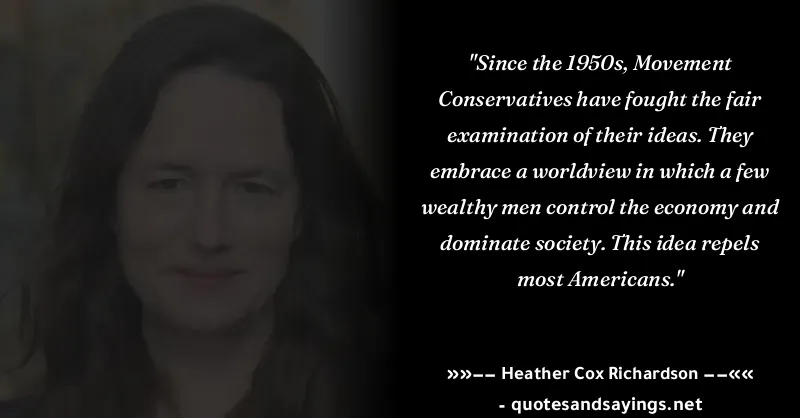 "Since the 1950s, Movement
Conservatives have fought the fair
examination of their ideas. They
embrace a worldview in which a few
wealthy men control the economy and
dominate society. This idea repels
most Americans."
»»−− Heather Cox Richardson −−««
- quotesandsayings.net